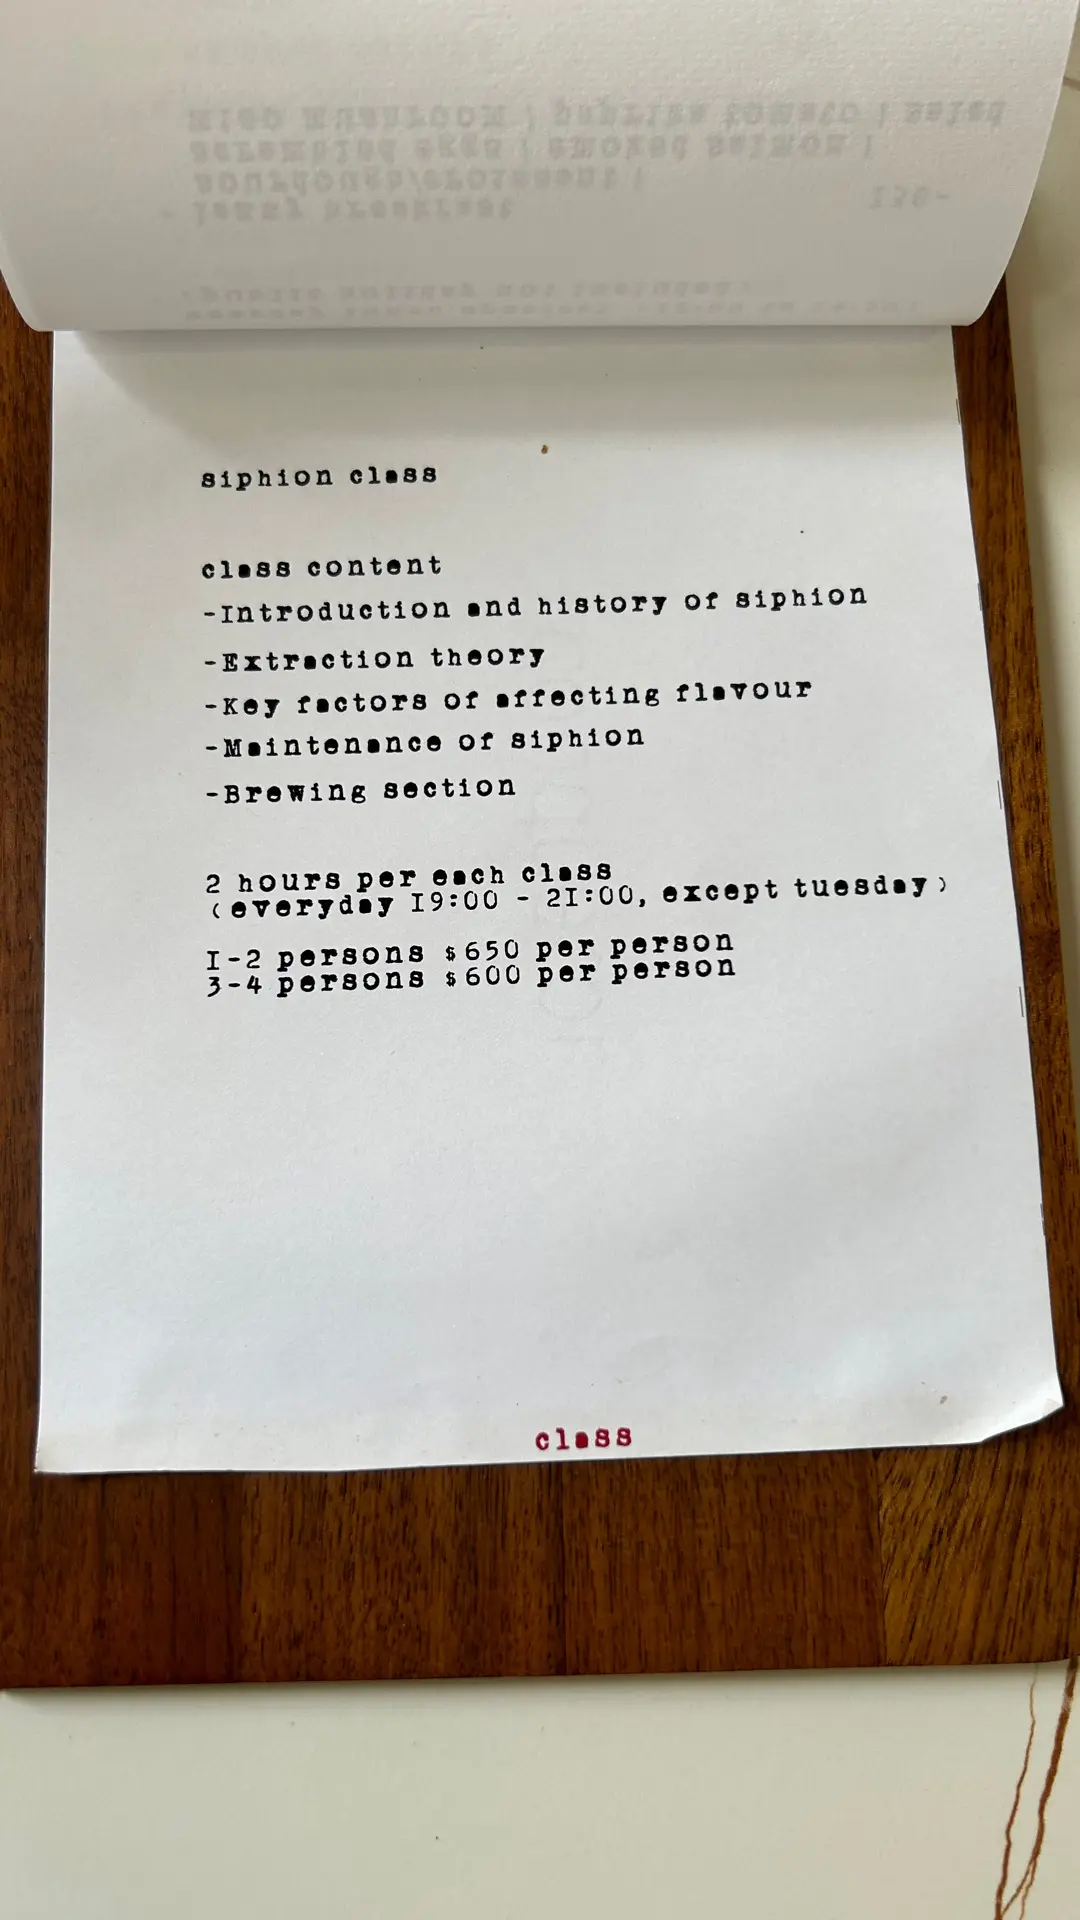 siphion class
class content
-Introduction and history of siphion
-Extraction theory
-Key factors of affecting flavour
-Maintenance of siphion
-Brewing section
2 hours per each class
(everyday 19:00 - 21:00, except tuesday)
1-2 persons $650 per person
3-4 persons $600 per person
class